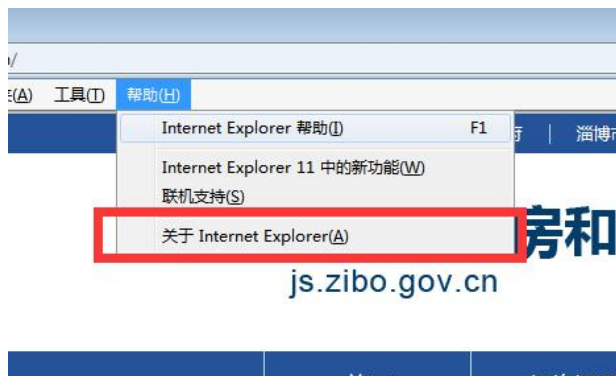 /
(A) 工具(T) 帮助(H)
Internet Explorer 帮助(I) F1
淄博
Internet Explorer 11 中的新功能(W)
联机支持(S)
关于 Internet Explorer(A)
房和
js.zibo.gov.cn